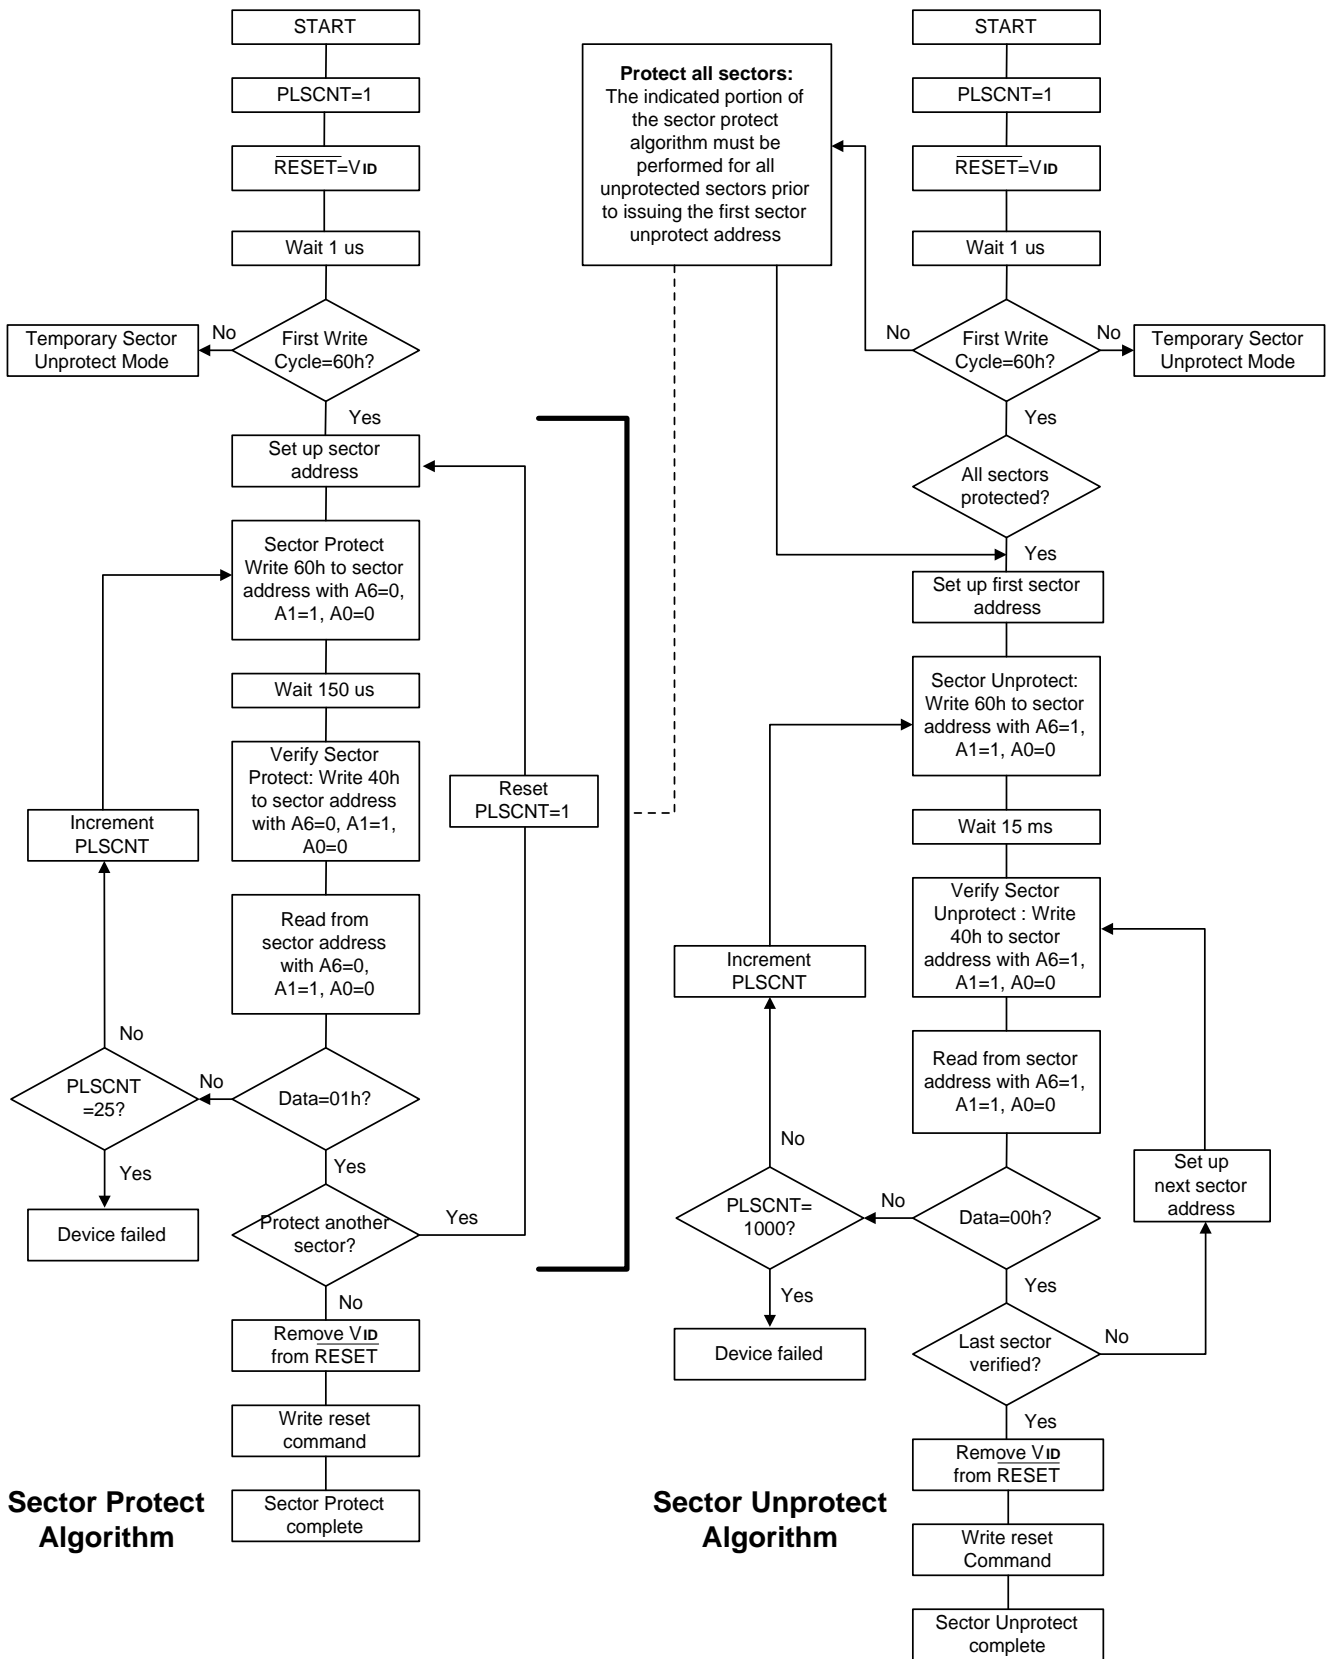 START
PLSCNT=1
RESET=VID
Wait 1 us
First Write
Cycle=60h?
No
Temporary Sector
Unprotect Mode
Yes
Set up sector
address
Sector Protect
Write 60h to sector
address with A6=0,
A1=1, A0=0
Wait 150 us
Verify Sector
Protect: Write 40h
to sector address
with A6=0, A1=1,
A0=0
Reset
PLSCNT=1
Increment
PLSCNT
Read from
sector address
with A6=0,
A1=1, A0=0
No
PLSCNT
=25?
No
Data=01h?
Yes
Device failed
Yes
Protect another
sector?
Yes
No
Remove VID
from RESET
Write reset
command
Sector Protect
complete
Sector Protect
Algorithm
Protect all sectors:
The indicated portion of
the sector protect
algorithm must be
performed for all
unprotected sectors prior
to issuing the first sector
unprotect address
START
PLSCNT=1
RESET=VID
Wait 1 us
No
First Write
Cycle=60h?
No
Temporary Sector
Unprotect Mode
Yes
All sectors
protected?
Yes
Set up first sector
address
Sector Unprotect:
Write 60h to sector
address with A6=1,
A1=1, A0=0
Wait 15 ms
Verify Sector
Unprotect : Write
40h to sector
address with A6=1,
A1=1, A0=0
Increment
PLSCNT
Read from sector
address with A6=1,
A1=1, A0=0
No
PLSCNT=
1000?
No
Data=00h?
Set up
next sector
address
Yes
Device failed
Yes
Last sector
verified?
No
Yes
Remove VID
from RESET
Write reset
Command
Sector Unprotect
complete
Sector Unprotect
Algorithm